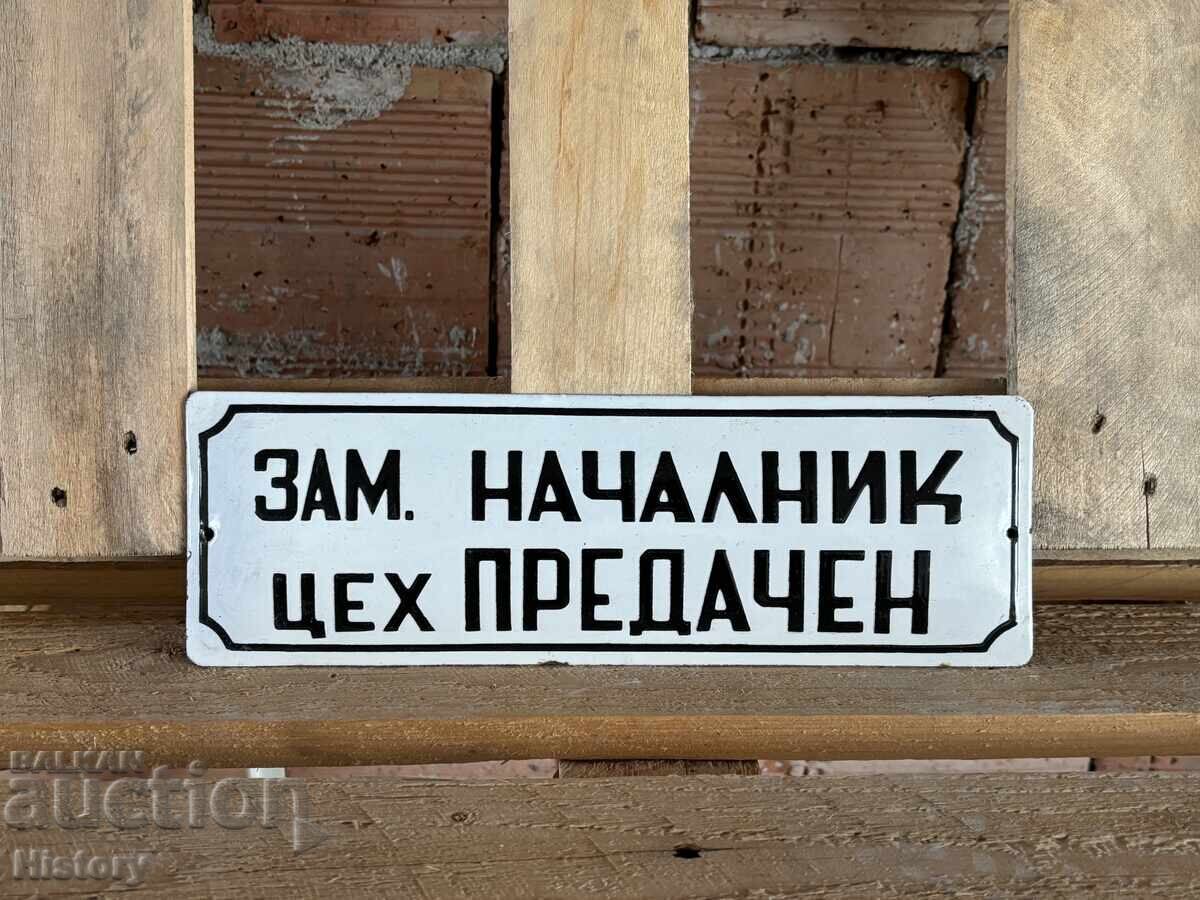 ЗАМ. НАЧАЛНИК
ЦЕХ ПРЕДАЧЕН
BALKAN
auction
History